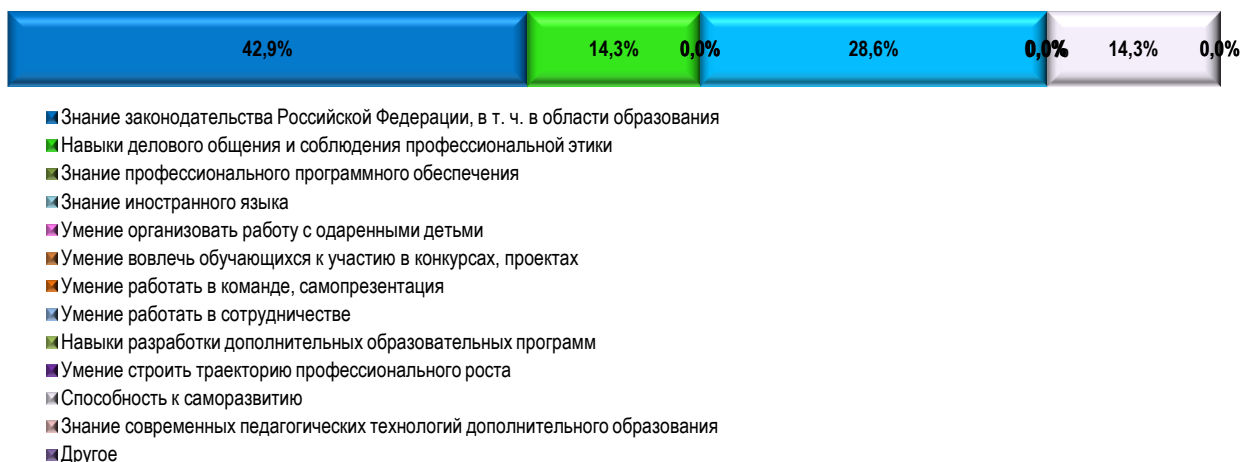 42,9% 14,3% 0,0% 28,6% 0,0% 14,3% 0,0%
Знание законодательства Российской Федерации, в т. ч. в области образования
Навыки делового общения и соблюдения профессиональной этики
Знание профессионального программного обеспечения
Знание иностранного языка
Умение организовать работу с одаренными детьми
Умение вовлечь обучающихся к участию в конкурсах, проектах
Умение работать в команде, самопрезентация
Умение работать в сотрудничестве
Навыки разработки дополнительных образовательных программ
Умение строить траекторию профессионального роста
Способность к саморазвитию
Знание современных педагогических технологий дополнительного образования
Другое